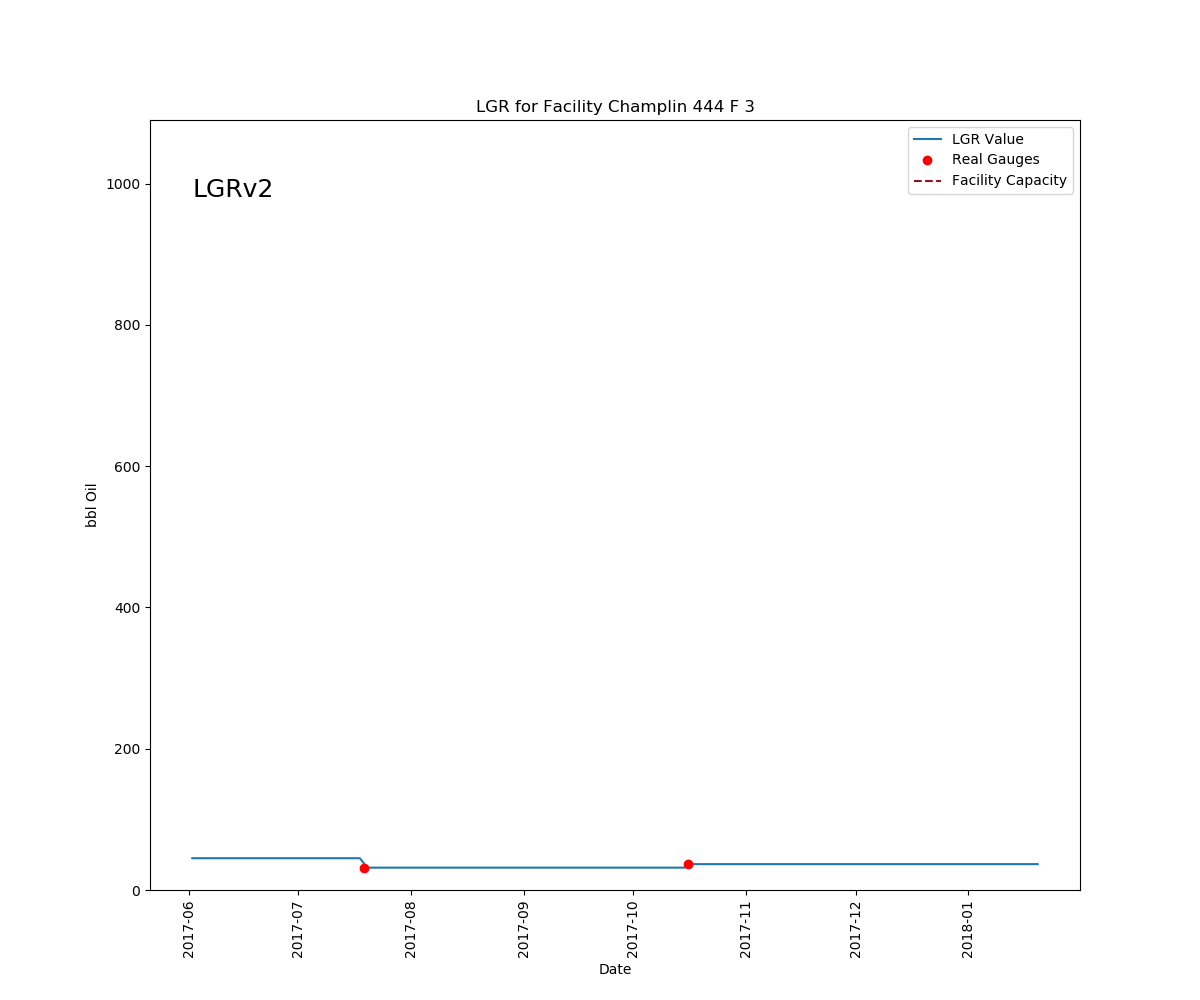 LGR for Facility Champlin 444 F 3
LGR Value
Real Gauges
Facility Capacity
LGRv2
1000
800
600
400
200
0
bbl Oil
2017-06
2017-07
2017-08
2017-09
2017-10
2017-11
2017-12
2018-01
Date